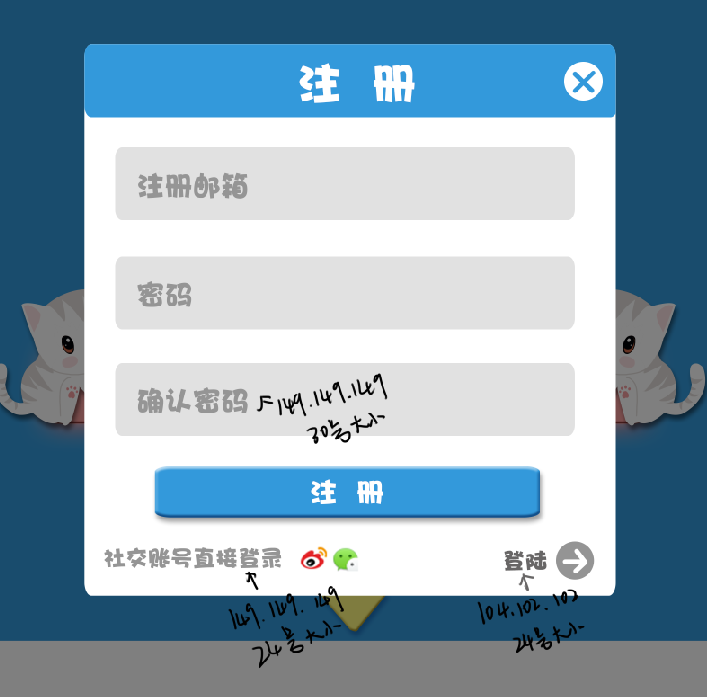 注 册
注册邮箱
密码
确认密码
149.149.149
30号大小
注 册
社交账号直接登录
登陆
149.149.149
24号大小
104.102.102
24号大小